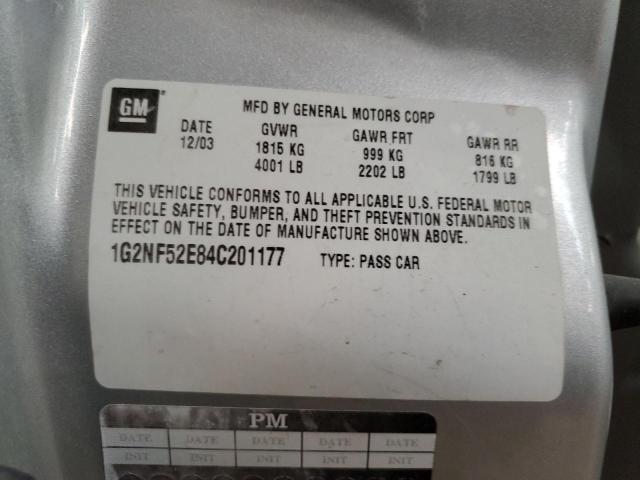 GM
MFD BY GENERAL MOTORS CORP
DATE GVWR GAWR FRT GAWR RR
12/03 1815 KG 999 KG 816 KG
4001 LB 2202 LB 1799 LB
THIS VEHICLE CONFORMS TO ALL APPLICABLE U.S. FEDERAL MOTOR
VEHICLE SAFETY, BUMPER, AND THEFT PREVENTION STANDARDS IN
EFFECT ON THE DATE OF MANUFACTURE SHOWN ABOVE.
1G2NF52E84C201177 TYPE: PASS CAR
PM
DATE DATE DATE DATE DATE
INIT INIT INIT INIT INIT